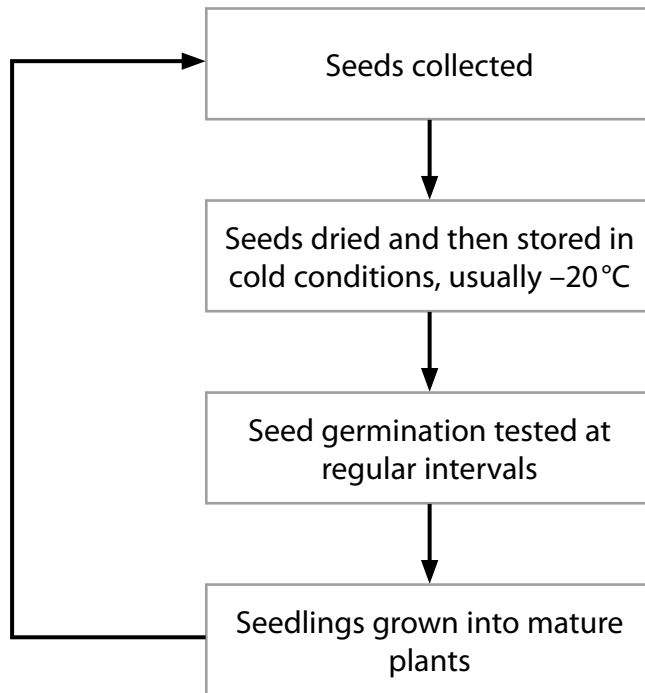 Seeds collected
Seeds dried and then stored in
cold conditions, usually –20 °C
Seed germination tested at
regular intervals
Seedlings grown into mature
plants